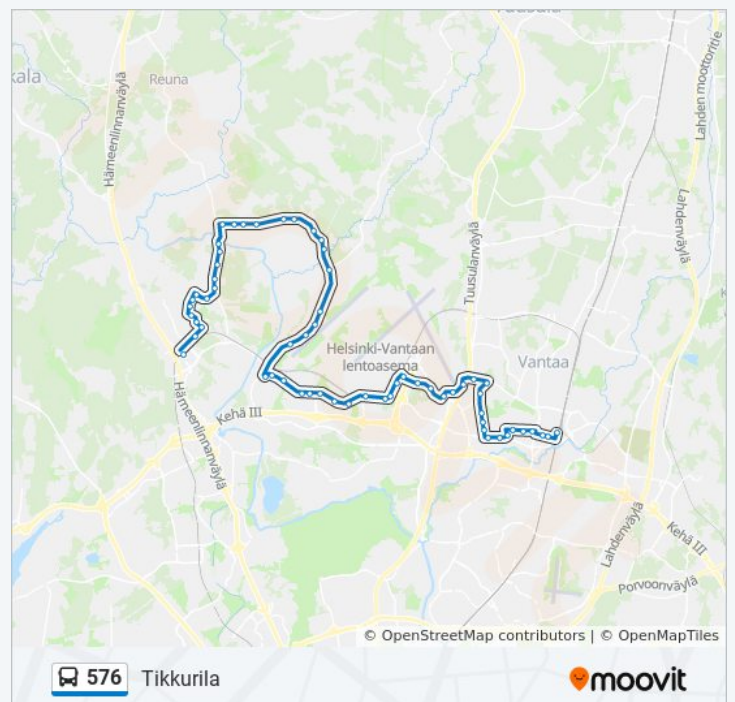 kala
Reuna
Hämeenlinnanväylä
Lahden moottoritie
Lahdenväylä
Tuusulanväylä
Helsinki-Vantaan
lentoasema
Vantaa
Kehä III
Hämeenlinnanväylä
Lahdenväylä
Kehä III
Porvoonväylä
© OpenStreetMap contributors | © OpenMapTiles
576 Tikkurila
moovit